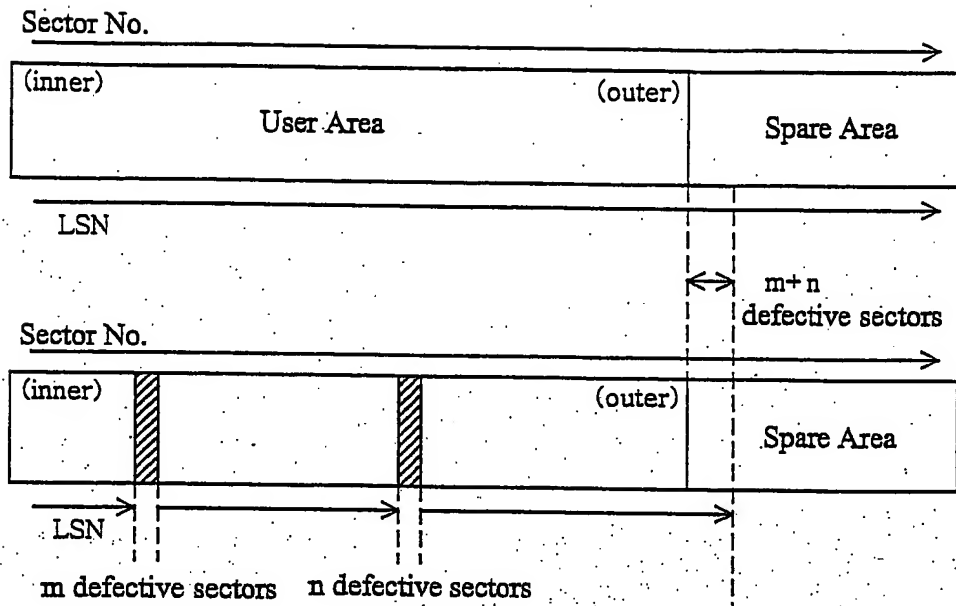 Sector No.
(inner)
(outer)
User Area
Spare Area
LSN
m+n
defective sectors
Sector No.
(inner)
(outer)
Spare Area
LSN
m defective sectors
n defective sectors